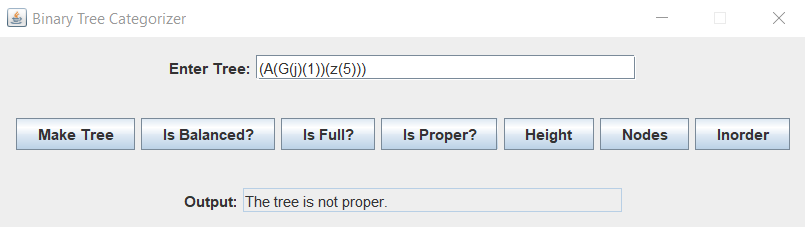 Binary Tree Categorizer
Enter Tree: (A(G(j)(1))(z(5)))
Make Tree Is Balanced? Is Full? Is Proper? Height Nodes Inorder
Output: The tree is not proper.